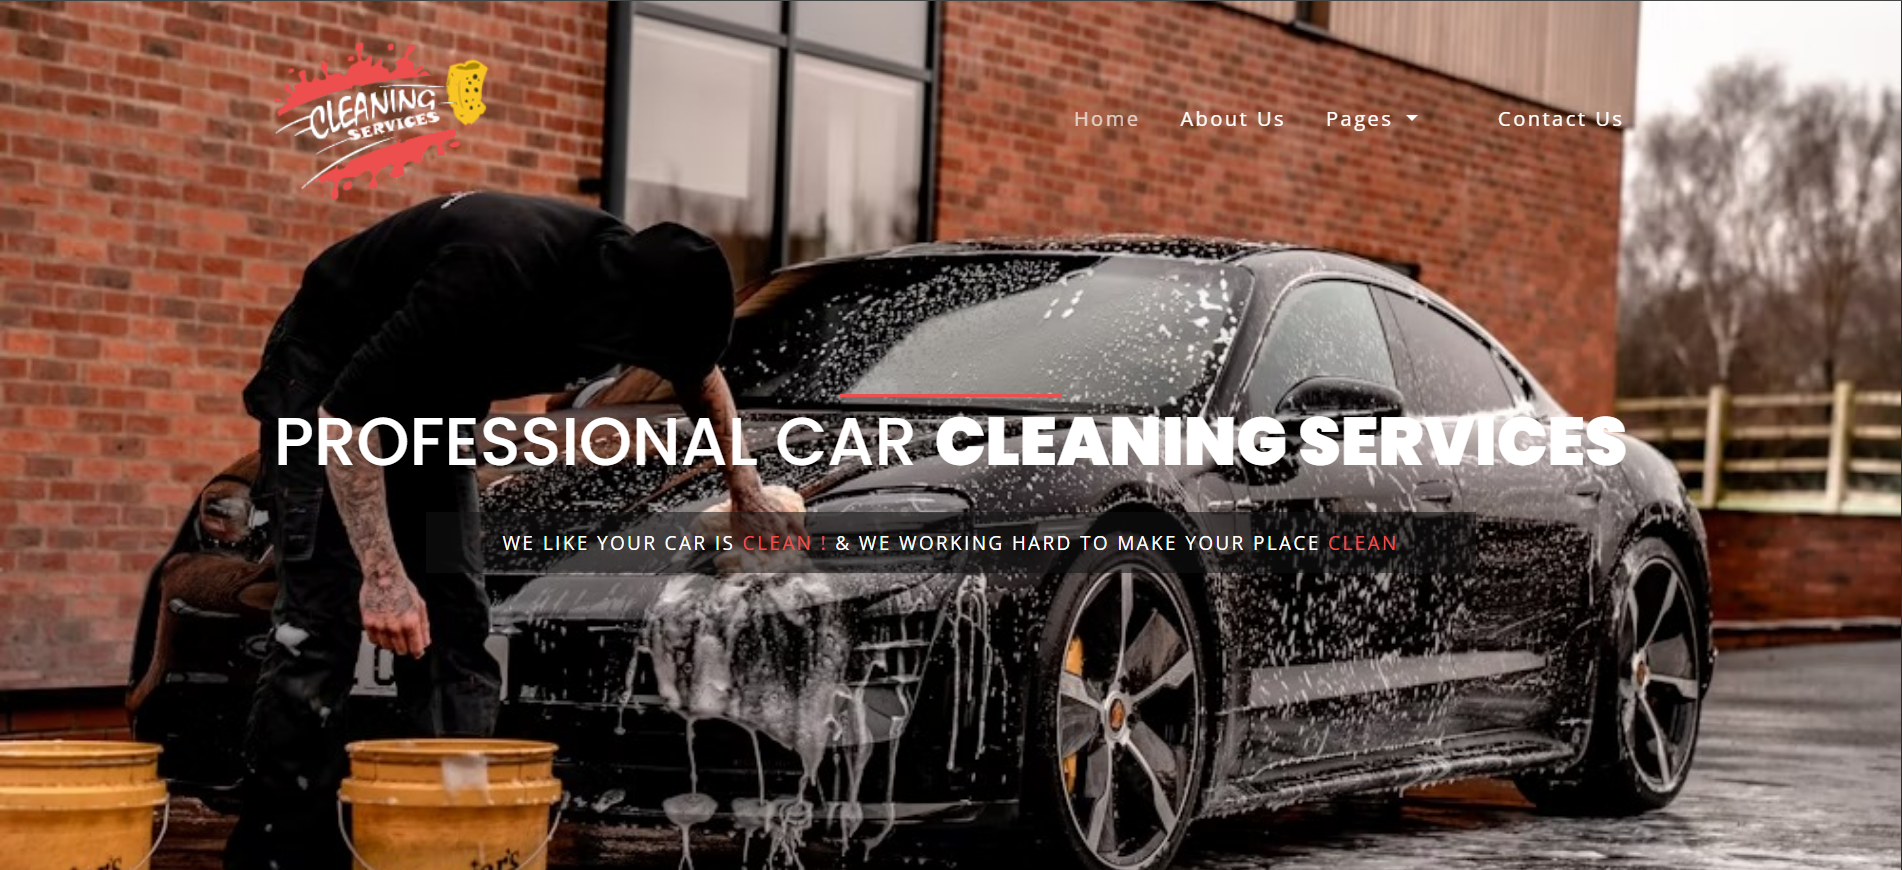 CLEANING
SERVICES
Home About Us Pages Contact Us
PROFESSIONAL CAR CLEANING SERVICES
WE LIKE YOUR CAR IS CLEAN ! & WE WORKING HARD TO MAKE YOUR PLACE CLEAN